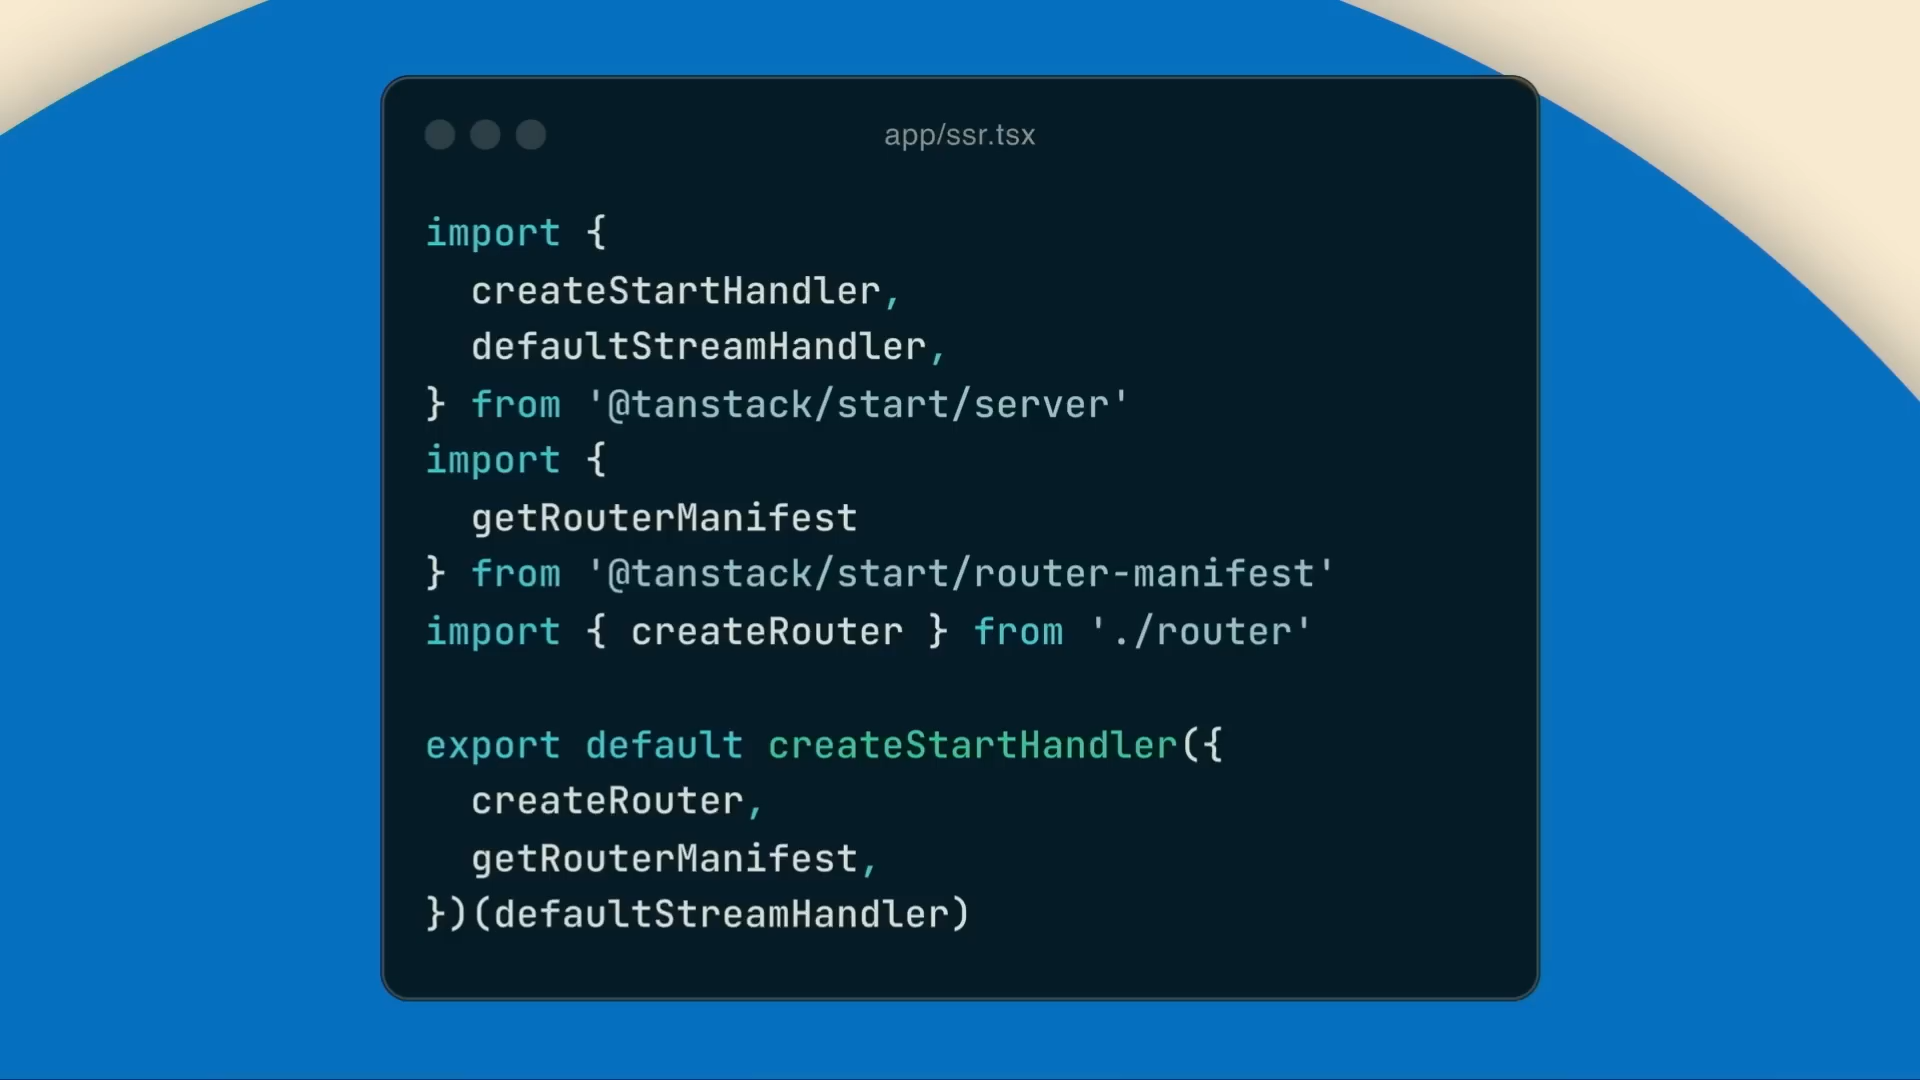 app/ssr.tsx
import {
  createStartHandler,
  defaultStreamHandler,
} from '@tanstack/start/server'
import {
  getRouterManifest
} from '@tanstack/start/router-manifest'
import { createRouter } from './router'

export default createStartHandler({
  createRouter,
  getRouterManifest,
})(defaultStreamHandler)